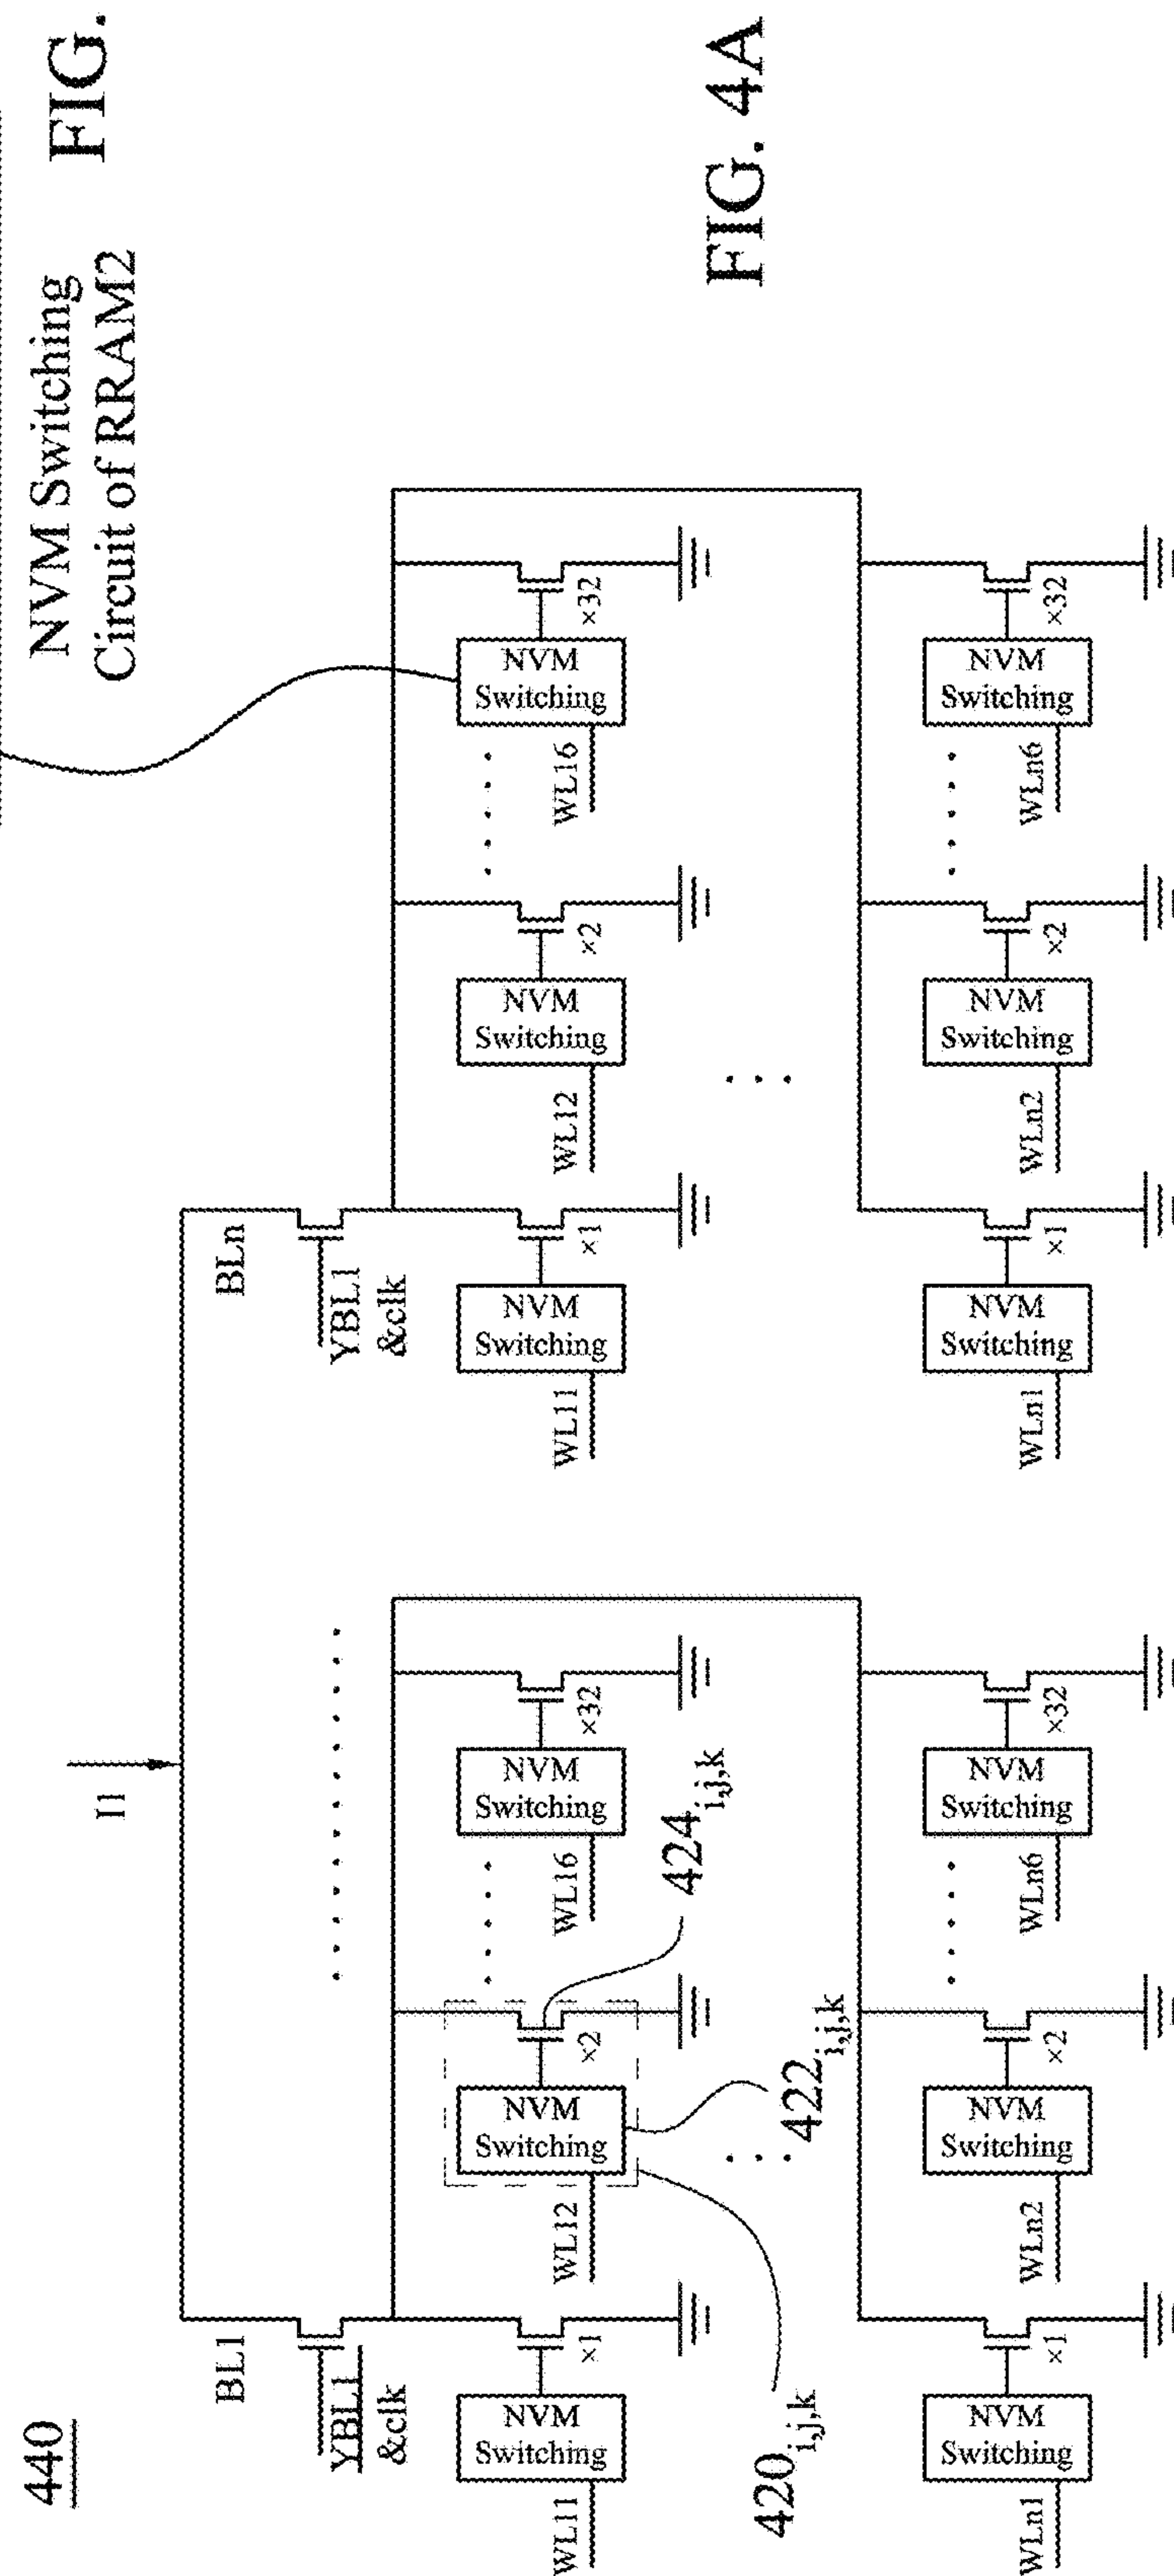 440
I1
BL1
BLn
YBL1
&clk
YBL1
&clk
NVM Switching
Circuit of RRAM2
FIG.
WL11
NVM
Switching
×1
WL12
NVM
Switching
×2
WL16
NVM
Switching
×32
WL11
NVM
Switching
×1
WL12
NVM
Switching
×2
WL16
NVM
Switching
×32
420i,j,k
422i,j,k
424i,j,k
FIG. 4A
WLn1
NVM
Switching
×1
WLn2
NVM
Switching
×2
WLn6
NVM
Switching
×32
WLn1
NVM
Switching
×1
WLn2
NVM
Switching
×2
WLn6
NVM
Switching
×32